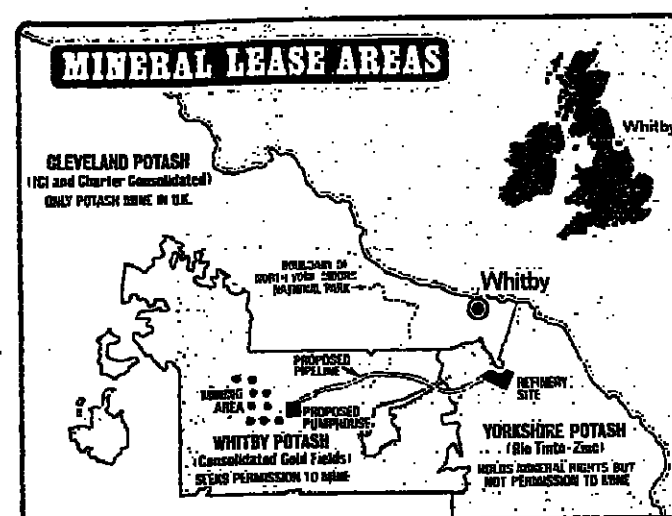 MINERAL LEASE AREAS
Whitby
CLEVELAND POTASH
(ICI and Charter Consolidated)
ONLY POTASH MINE IN U.K.
BOUNDARY OF
NORTH YORK MOORS
NATIONAL PARK
Whitby
PROPOSED
PIPELINE
MINING
AREA
PROPOSED
PUMPHOUSE
REFINERY
SITE
WHITBY POTASH
(Consolidated Gold Fields)
SEEKS PERMISSION TO MINE
YORKSHIRE POTASH
(Rio Tinto-Zinc)
HOLDS MINERAL RIGHTS BUT
NOT PERMISSION TO MINE